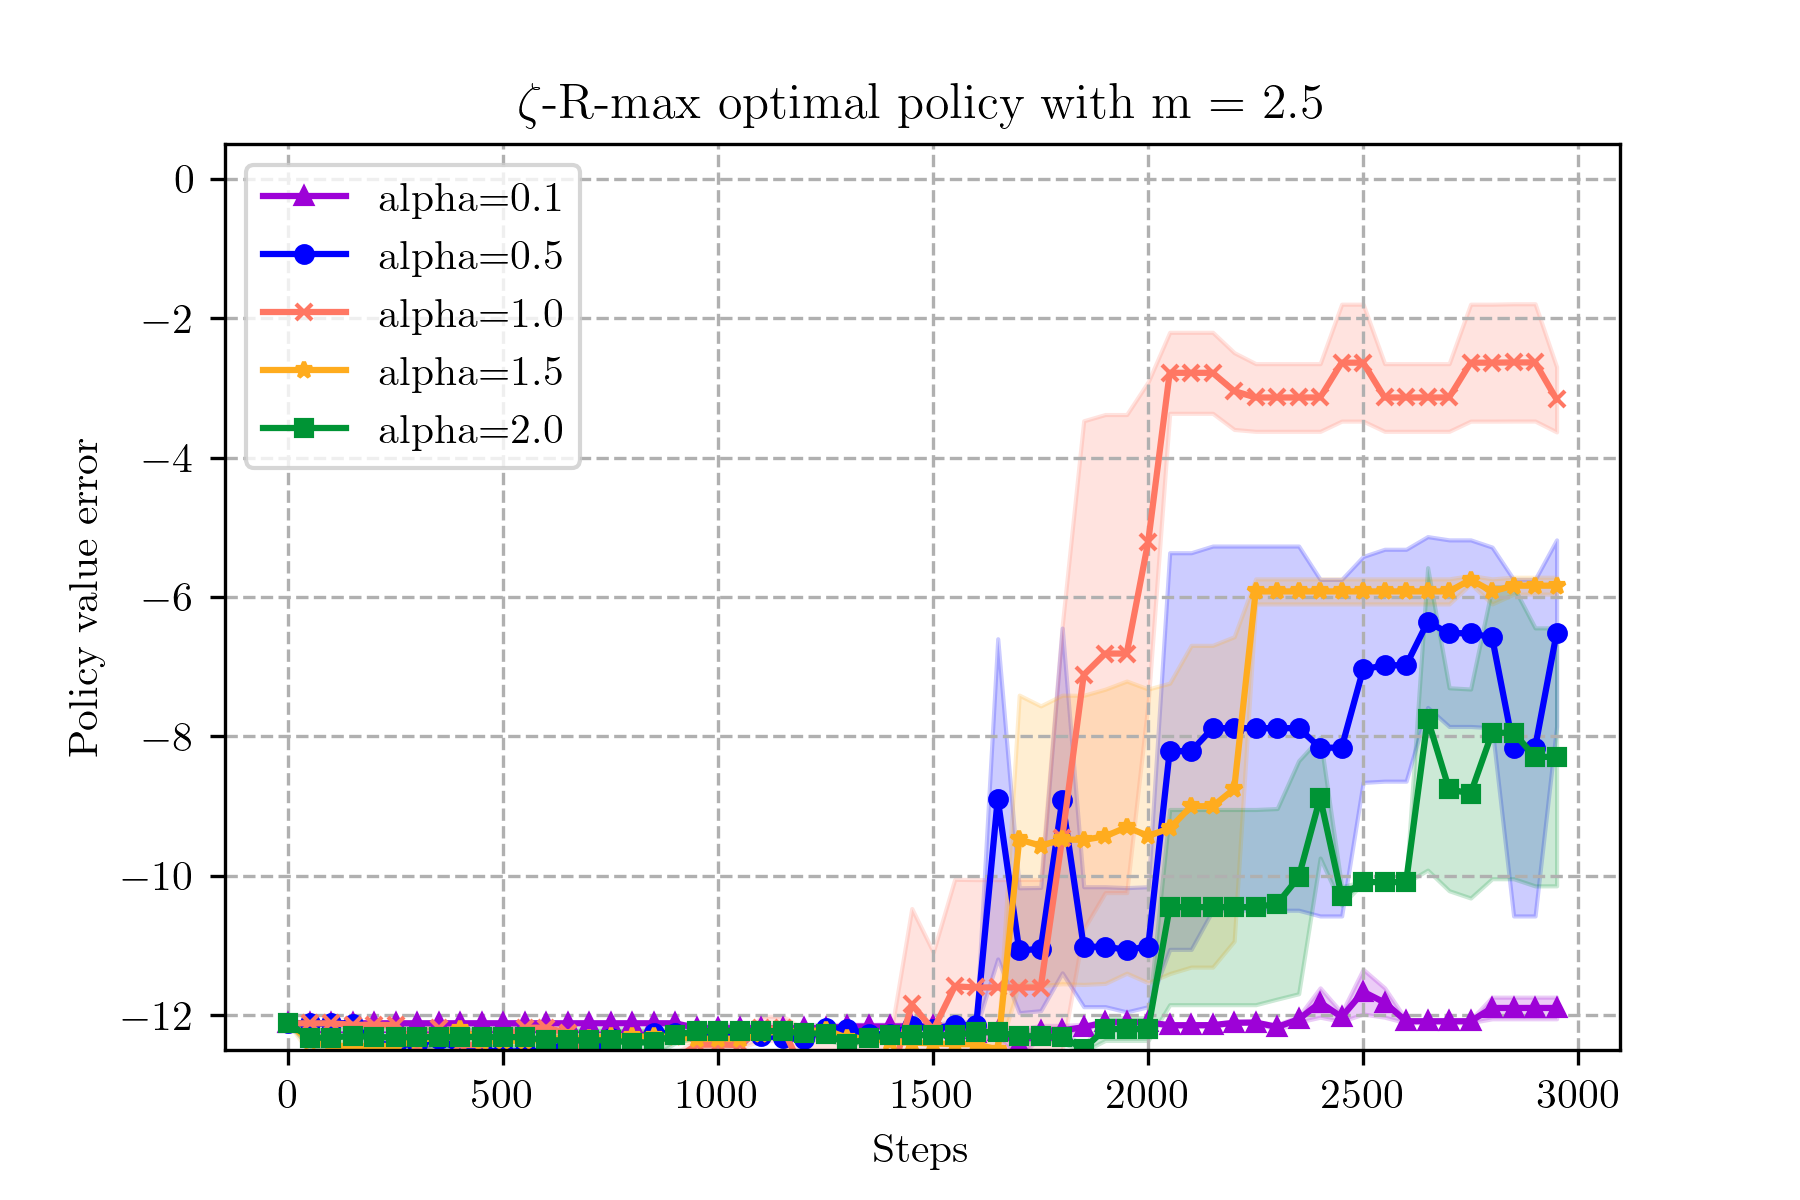 ζ-R-max optimal policy with m = 2.5
alpha=0.1
alpha=0.5
alpha=1.0
alpha=1.5
alpha=2.0
Policy value error
0
−2
−4
−6
−8
−10
−12
0 500 1000 1500 2000 2500 3000
Steps